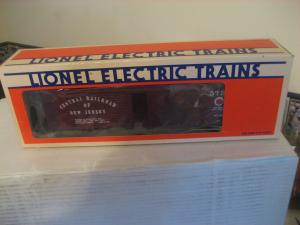 LIONEL ELECTRIC TRAINS
LIONEL ELECTRIC TRAINS
CENTRAL RAILROAD
OF
NEW JERSEY